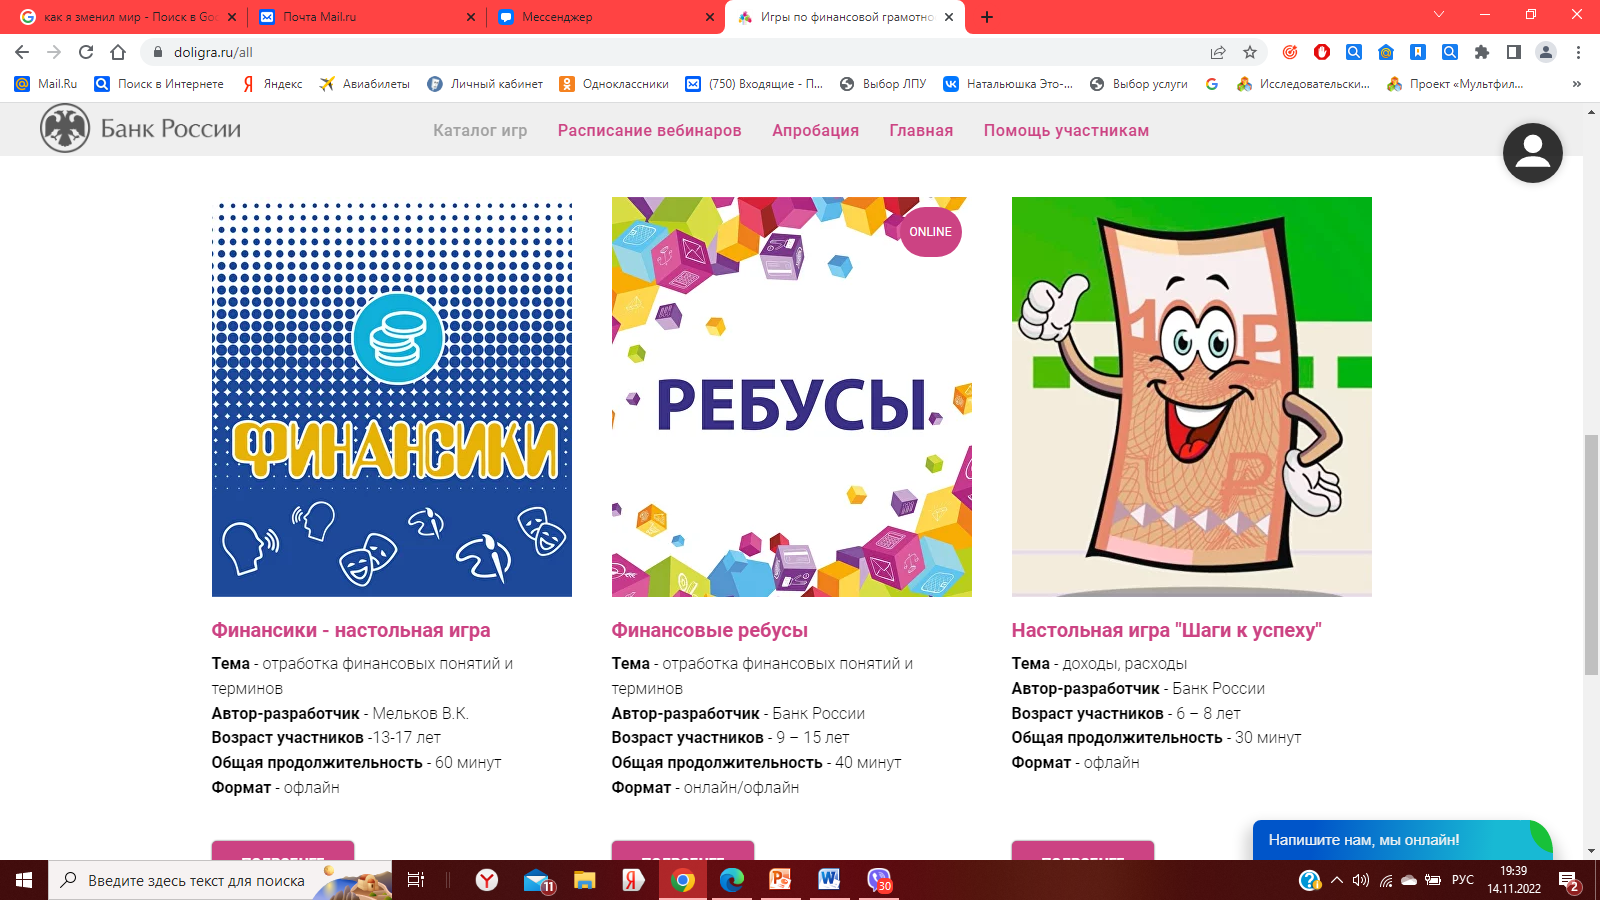 как я зменил мир - Поиск в Goo
Почта Mail.ru
Мессенджер
Игры по финансовой грамотно
doligra.ru/all
Mail.Ru
Поиск в Интернете
Яндекс
Авиабилеты
Личный кабинет
Одноклассники
(750) Входящие - П...
Выбор ЛПУ
Натальюшка Это-...
Выбор услуги
Исследовательски...
Проект «Мультфил...
Банк России
Каталог игр
Расписание вебинаров
Апробация
Главная
Помощь участникам
ФИНАНСИКИ
ONLINE
РЕБУСЫ
Финансики - настольная игра
Тема - отработка финансовых понятий и
терминов
Автор-разработчик - Мельков В.К.
Возраст участников -13-17 лет
Общая продолжительность - 60 минут
Формат - офлайн
Финансовые ребусы
Тема - отработка финансовых понятий и
терминов
Автор-разработчик - Банк России
Возраст участников - 9 – 15 лет
Общая продолжительность - 40 минут
Формат - онлайн/офлайн
Настольная игра "Шаги к успеху"
Тема - доходы, расходы
Автор-разработчик - Банк России
Возраст участников - 6 – 8 лет
Общая продолжительность - 30 минут
Формат - офлайн
Напишите нам, мы онлайн!
Введите здесь текст для поиска
11
30
РУС
19:39
14.11.2022
2